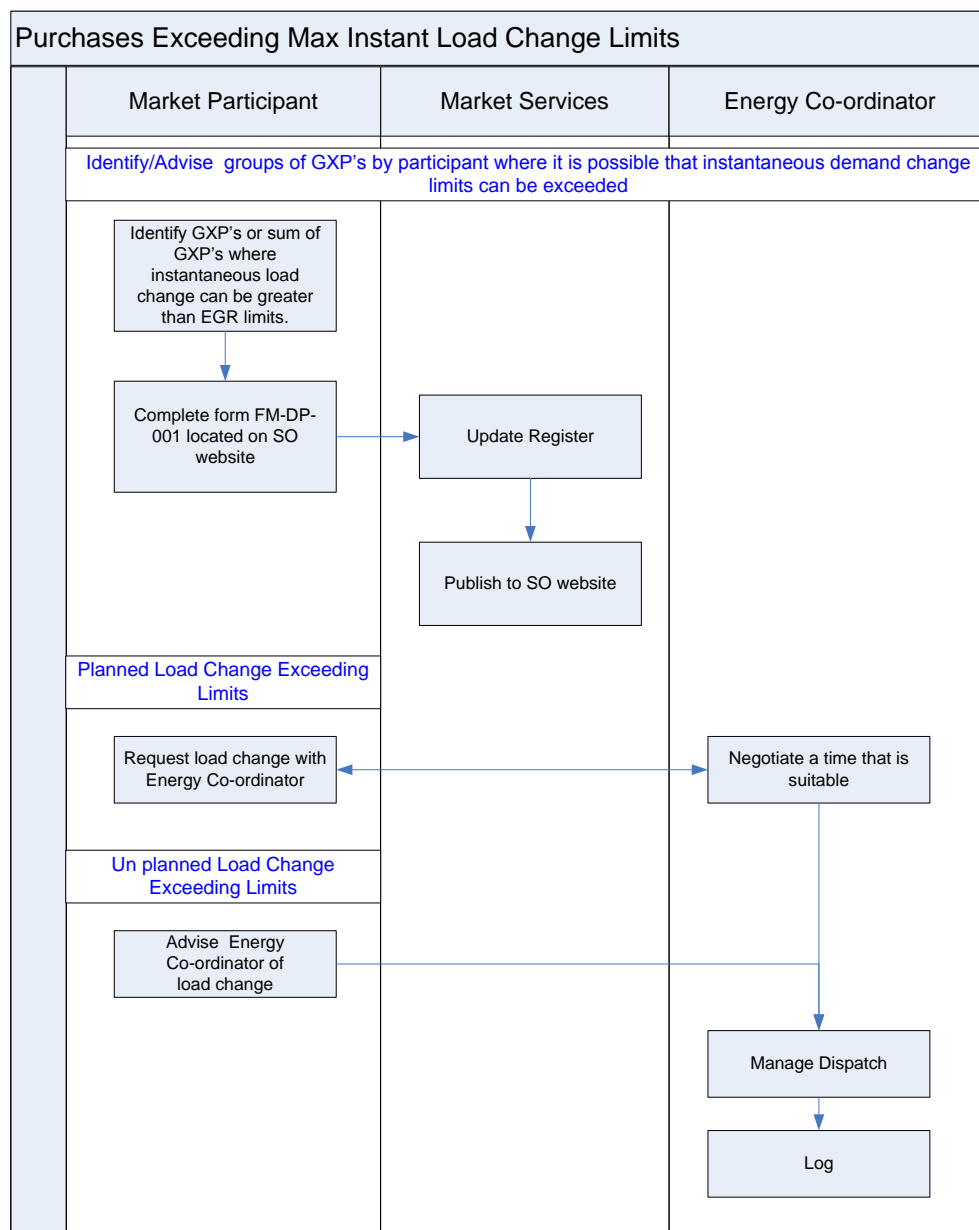 Purchases Exceeding Max Instant Load Change Limits
Market Participant
Market Services
Energy Co-ordinator
Identify/Advise  groups of GXP's by participant where it is possible that instantaneous demand change
limits can be exceeded
Identify GXP's or sum of
GXP's where
instantaneous load
change can be greater
than EGR limits.
Complete form FM-DP-
001 located on SO
website
Update Register
Publish to SO website
Planned Load Change Exceeding
Limits
Request load change with
Energy Co-ordinator
Negotiate a time that is
suitable
Un planned Load Change
Exceeding Limits
Advise  Energy
Co-ordinator of
load change
Manage Dispatch
Log